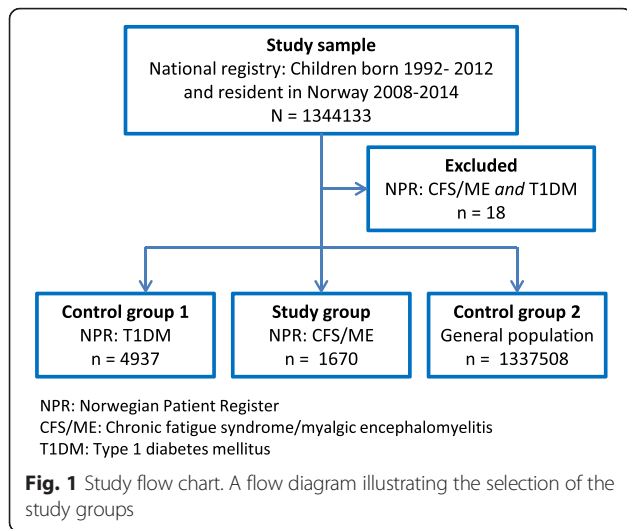 Study sample
National registry: Children born 1992- 2012
and resident in Norway 2008-2014
N = 1344133
Excluded
NPR: CFS/ME and T1DM
n = 18
Control group 1
NPR: T1DM
n = 4937
Study group
NPR: CFS/ME
n = 1670
Control group 2
General population
n = 1337508
NPR: Norwegian Patient Register
CFS/ME: Chronic fatigue syndrome/myalgic encephalomyelitis
T1DM: Type 1 diabetes mellitus
Fig. 1 Study flow chart. A flow diagram illustrating the selection of the
study groups